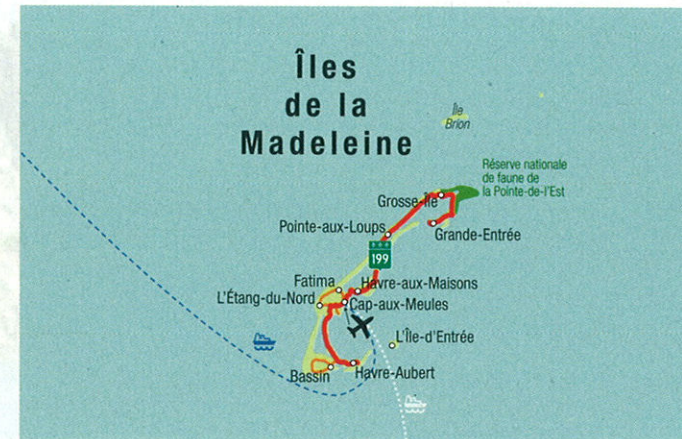 Îles
de la
Madeleine
Île
Brion
Réserve nationale
de faune de
la Pointe-de-l'Est
Grosse-Île
Pointe-aux-Loups
Grande-Entrée
199
Fatima
Havre-aux-Maisons
L'Étang-du-Nord
Cap-aux-Meules
L'Île-d'Entrée
Bassin
Havre-Aubert